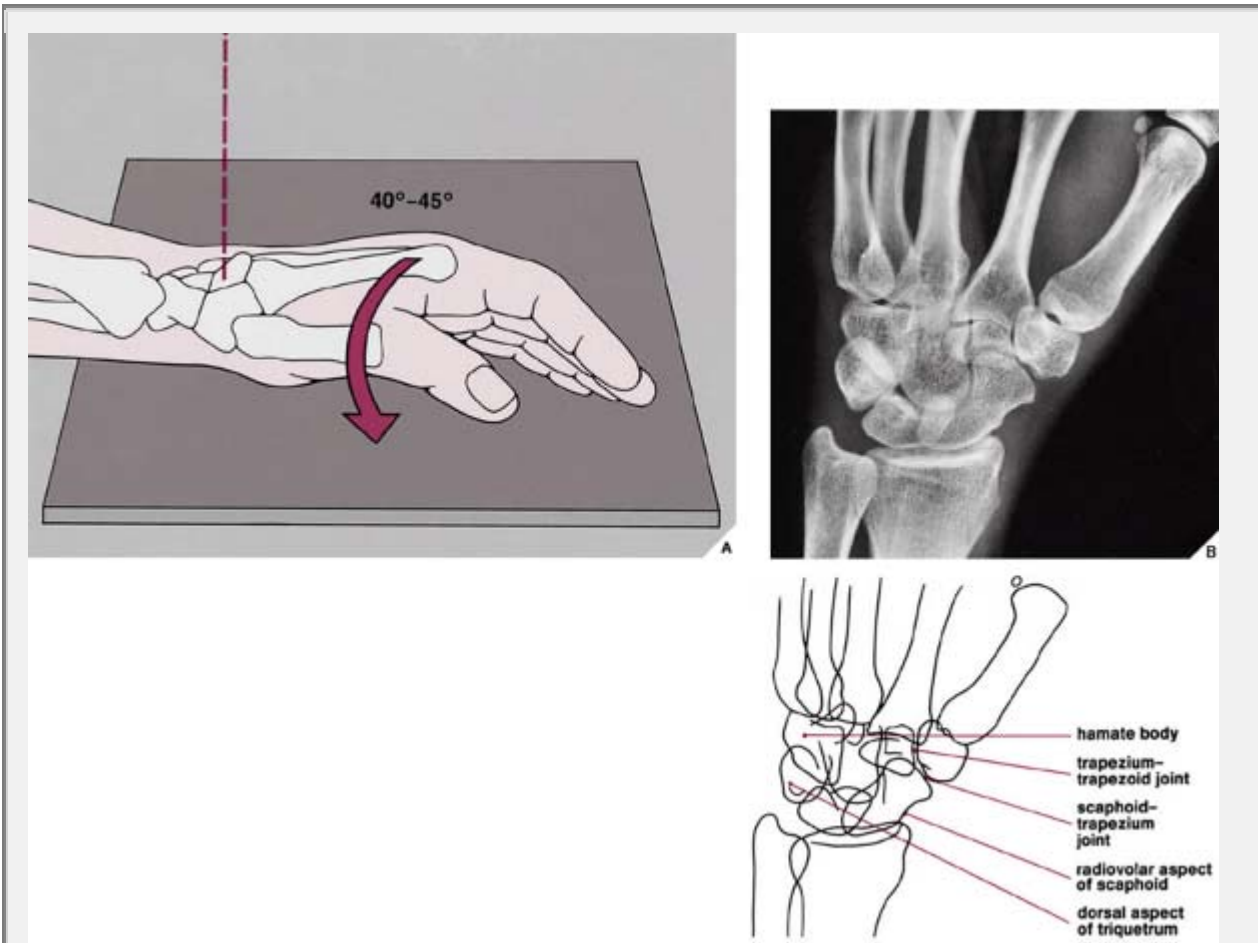 40°–45°
A
B
hamate body
trapezium–
trapezoid joint
scaphoid–
trapezium
joint
radiovolar aspect
of scaphoid
dorsal aspect
of triquetrum